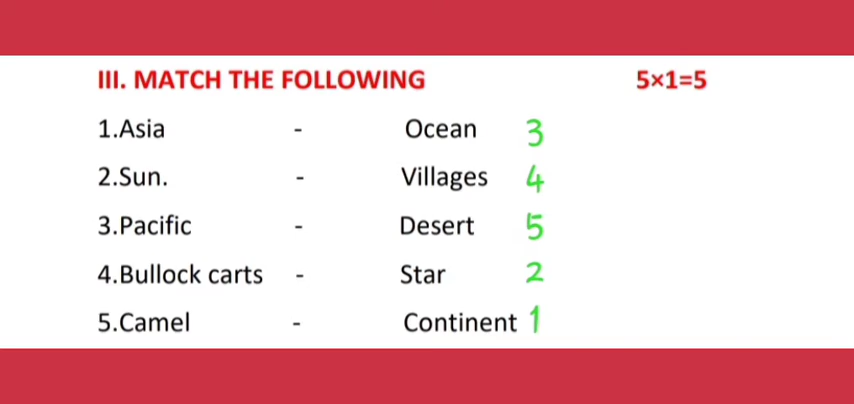 III. MATCH THE FOLLOWING 5×1=5
1.Asia - Ocean 3
2.Sun. - Villages 4
3.Pacific - Desert 5
4.Bullock carts - Star 2
5.Camel - Continent 1